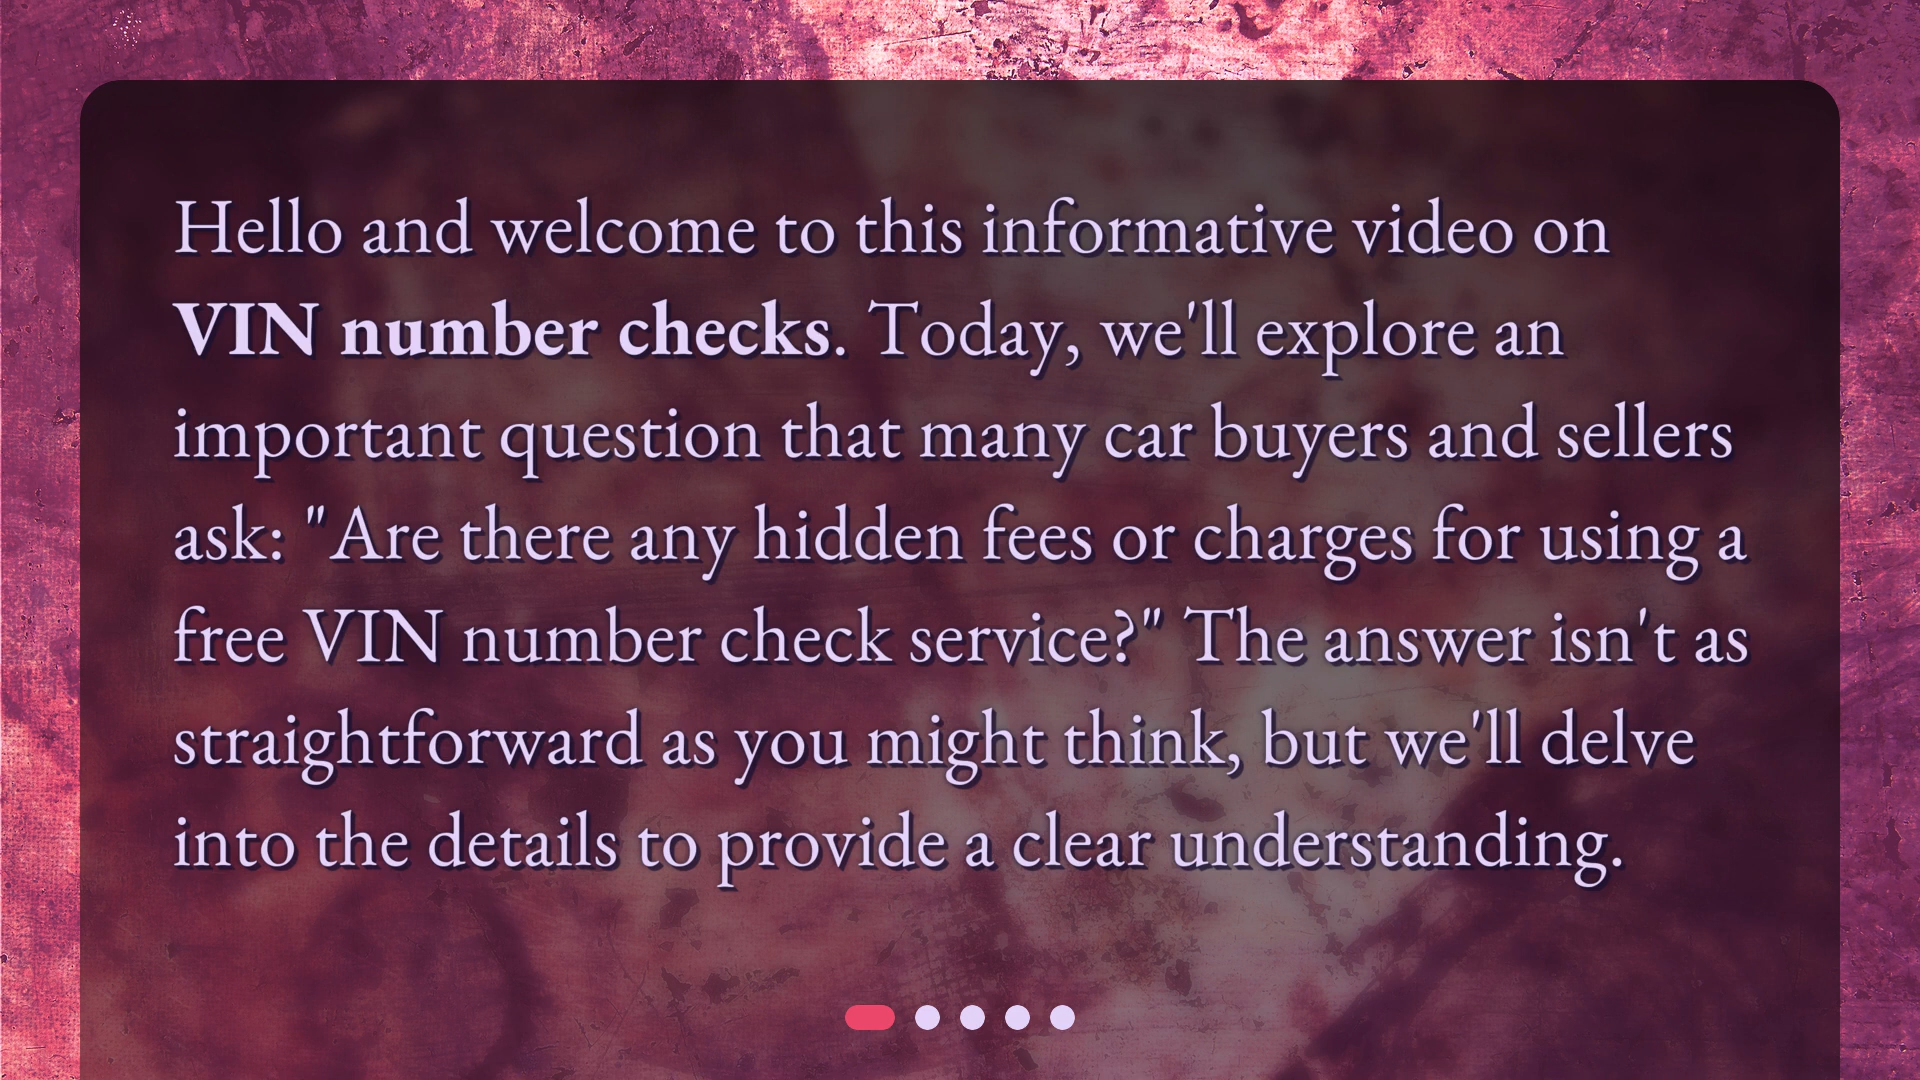 Hello and welcome to this informative video on
VIN number checks. Today, we'll explore an
important question that many car buyers and sellers
ask: "Are there any hidden fees or charges for using a
free VIN number check service?" The answer isn't as
straightforward as you might think, but we'll delve
into the details to provide a clear understanding.